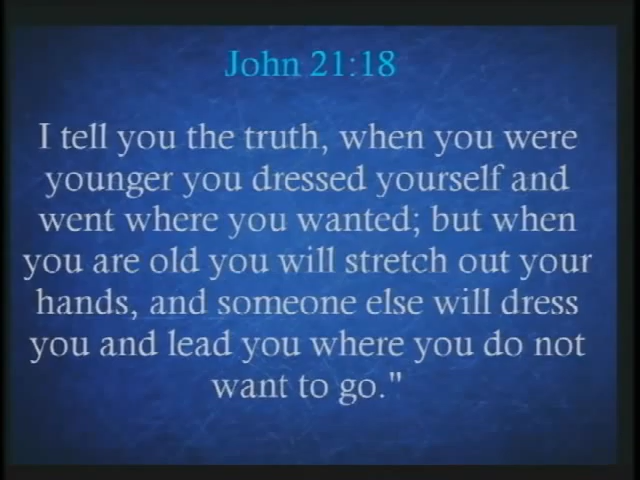 John 21:18
I tell you the truth, when you were
younger you dressed yourself and
went where you wanted; but when
you are old you will stretch out your
hands, and someone else will dress
you and lead you where you do not
want to go."